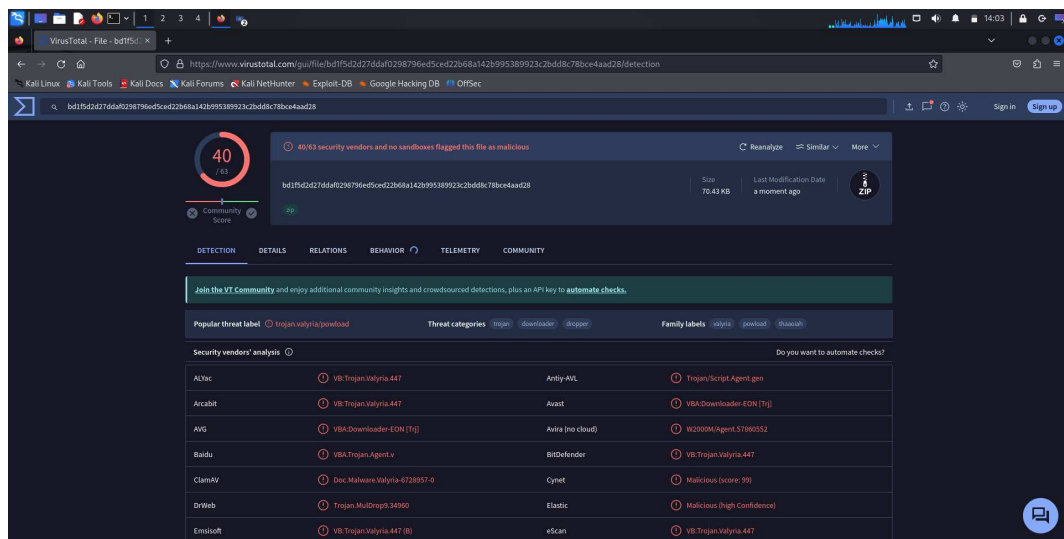 1 2 3 4
14:03
VirusTotal - File - bd1f5d2
https://www.virustotal.com/gui/file/bd1f5d2d27ddaf0298796ed5ced22b68a142b995389923c2bdd8c78bce4aad28/detection
Kali Linux Kali Tools Kali Docs Kali Forums Kali NetHunter Exploit-DB Google Hacking DB OffSec
bd1f5d2d27ddaf0298796ed5ced22b68a142b995389923c2bdd8c78bce4aad28 Sign in Sign up
40 / 63
Community Score
40/63 security vendors and no sandboxes flagged this file as malicious Reanalyze Similar More
bd1f5d2d27ddaf0298796ed5ced22b68a142b995389923c2bdd8c78bce4aad28
Size 70.43 KB
Last Modification Date a moment ago
ZIP
zip
DETECTION DETAILS RELATIONS BEHAVIOR TELEMETRY COMMUNITY
Join the VT Community and enjoy additional community insights and crowdsourced detections, plus an API key to automate checks.
Popular threat label trojan.valyria/powload Threat categories trojan downloader dropper Family labels valyria powload thaaoiah
Security vendors' analysis Do you want to automate checks?
ALYac VB:Trojan.Valyria.447 Antiy-AVL Trojan/Script.Agent.gen
Arcabit VB:Trojan.Valyria.447 Avast VBA:Downloader-EON [Trj]
AVG VBA:Downloader-EON [Trj] Avira (no cloud) W2000M/Agent.57860552
Baidu VBA.Trojan.Agent.v BitDefender VB:Trojan.Valyria.447
ClamAV Doc.Malware.Valyria-6728957-0 Cynet Malicious (score: 99)
DrWeb Trojan.MulDrop9.34960 Elastic Malicious (high Confidence)
Emsisoft VB:Trojan.Valyria.447 (B) eScan VB:Trojan.Valyria.447